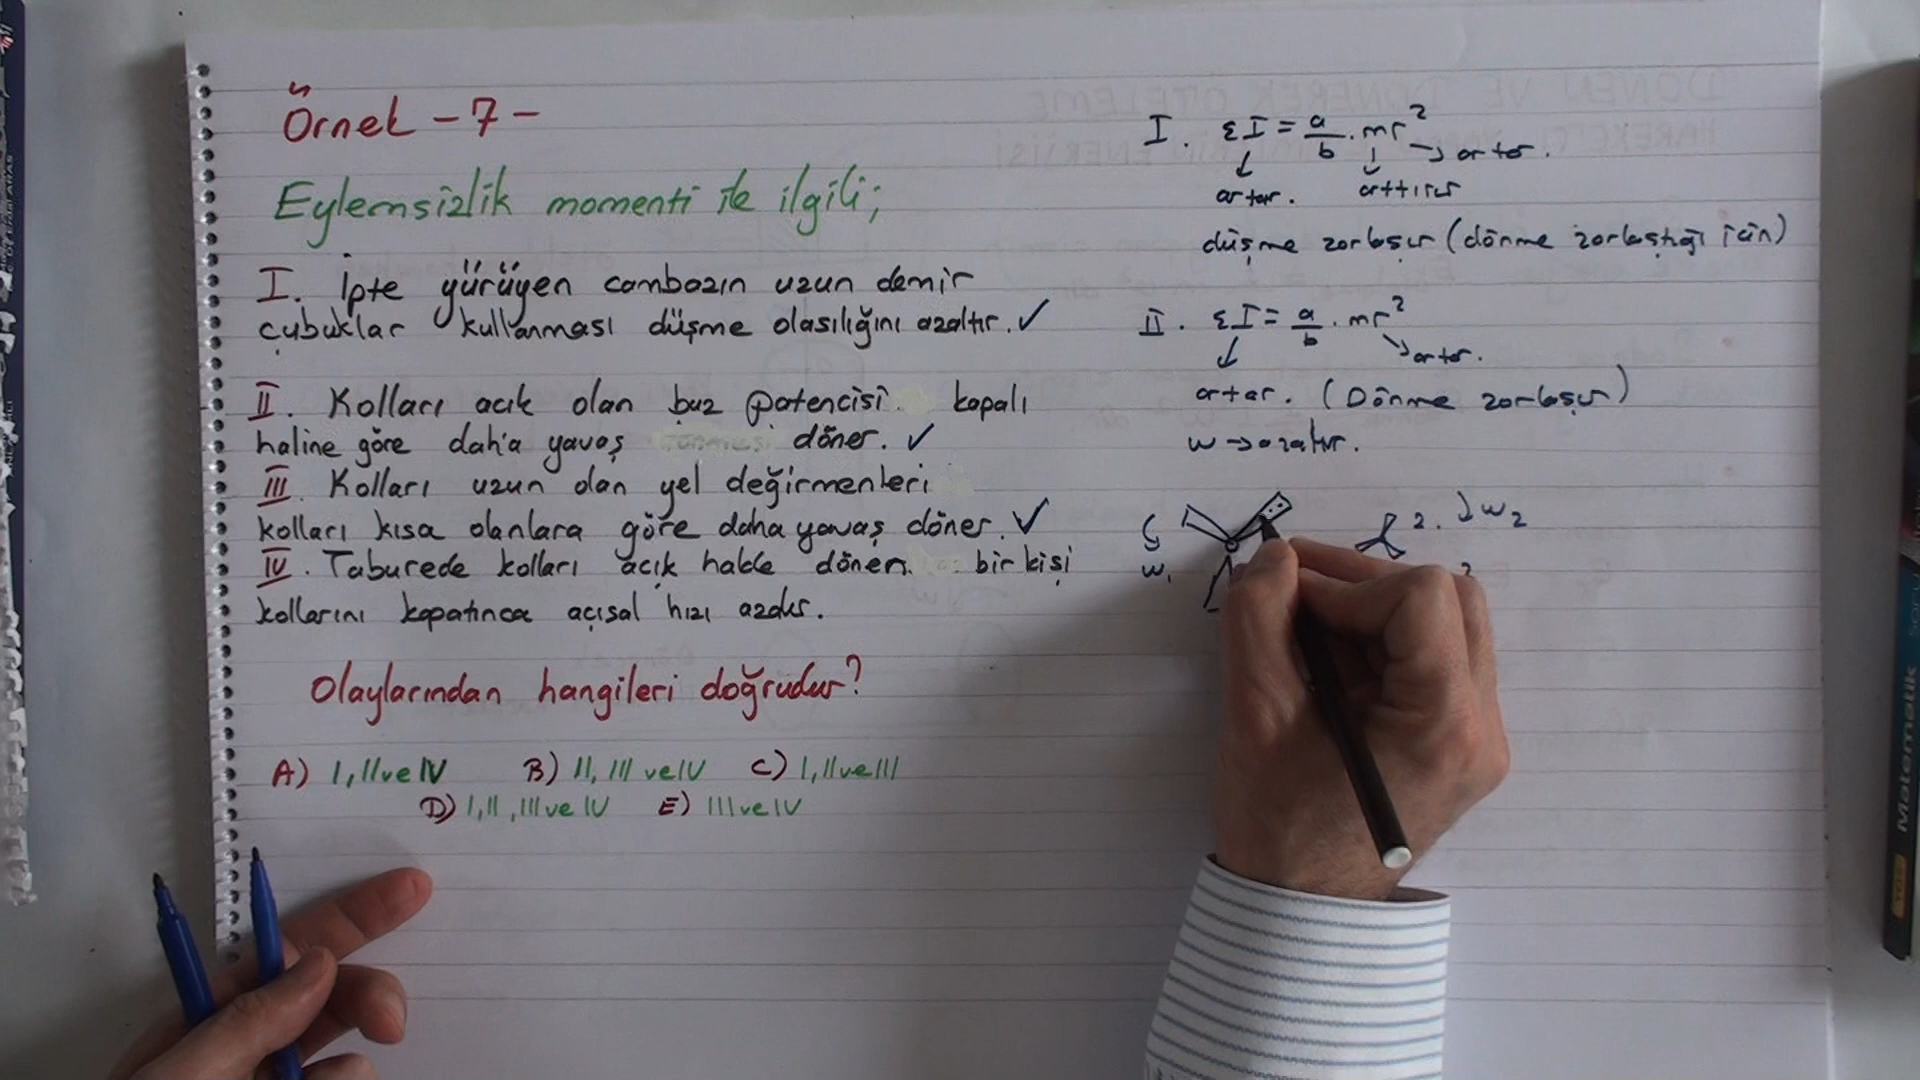 Örnek - 7 -
Eylemsizlik momenti ile ilgili;
I. İpte yürüyen cambazın uzun demir
çubuklar kullanması düşme olasılığını azaltır. ✓
II. Kolları açık olan buz patencisi kapalı
haline göre daha yavaş döner. ✓
III. Kolları uzun olan yel değirmenleri
kolları kısa olanlara göre daha yavaş döner. ✓
IV. Taburede kolları açık halde dönen bir kişi
kollarını kapatınca açısal hızı azalır.
Olaylarından hangileri doğrudur?
A) I, II ve IV B) II, III ve IV C) I, II ve III
D) I, II, III ve IV E) III ve IV
I. ΣI = a/b . mr² → artar.
artar. arttırır
düşme zorlaşır (dönme zorlaştığı için)
II. ΣI = a/b . mr²
artar.
artar. (Dönme zorlaşır)
w → azalır.
2. w₂
w₁
Matematik